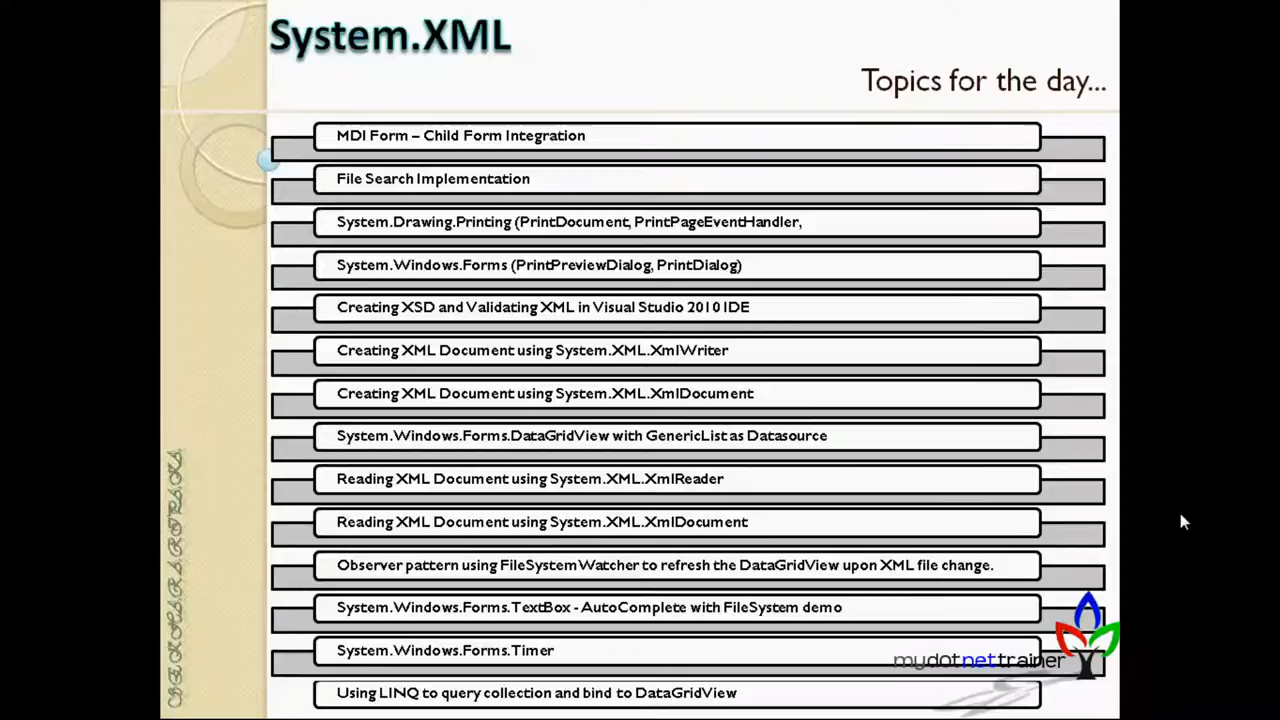 System.XML
Topics for the day...
MDI Form – Child Form Integration
File Search Implementation
System.Drawing.Printing (PrintDocument, PrintPageEventHandler,
System.Windows.Forms (PrintPreviewDialog, PrintDialog)
Creating XSD and Validating XML in Visual Studio 2010 IDE
Creating XML Document using System.XML.XmlWriter
Creating XML Document using System.XML.XmlDocument
System.Windows.Forms.DataGridView with GenericList as Datasource
Reading XML Document using System.XML.XmlReader
Reading XML Document using System.XML.XmlDocument
Observer pattern using FileSystemWatcher to refresh the DataGridView upon XML file change.
System.Windows.Forms.TextBox - AutoComplete with FileSystem demo
System.Windows.Forms.Timer
mydotnettrainer
Using LINQ to query collection and bind to DataGridView